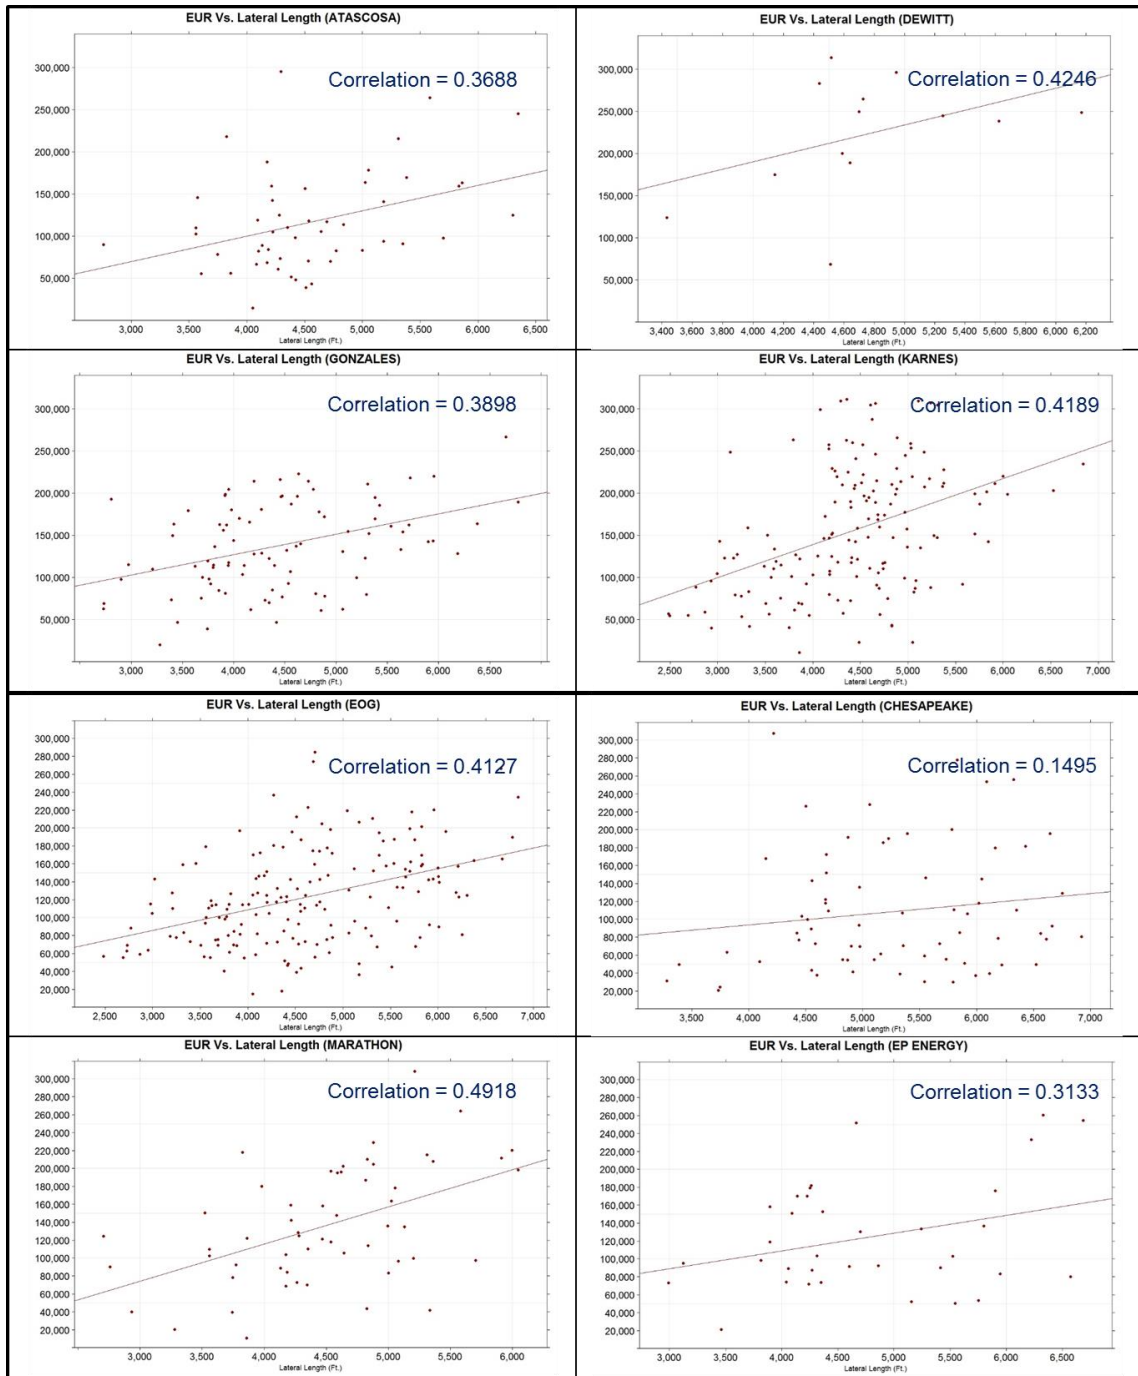 EUR Vs. Lateral Length (ATASCOSA)
Correlation = 0.3688
300,000
250,000
200,000
150,000
100,000
50,000
3,000 3,500 4,000 4,500 5,000 5,500 6,000 6,500
Lateral Length (Ft.)
EUR Vs. Lateral Length (DEWITT)
Correlation = 0.4246
300,000
250,000
200,000
150,000
100,000
50,000
3,400 3,600 3,800 4,000 4,200 4,400 4,600 4,800 5,000 5,200 5,400 5,600 5,800 6,000 6,200
Lateral Length (Ft.)
EUR Vs. Lateral Length (GONZALES)
Correlation = 0.3898
300,000
250,000
200,000
150,000
100,000
50,000
3,000 3,500 4,000 4,500 5,000 5,500 6,000 6,500
Lateral Length (Ft.)
EUR Vs. Lateral Length (KARNES)
Correlation = 0.4189
300,000
250,000
200,000
150,000
100,000
50,000
2,500 3,000 3,500 4,000 4,500 5,000 5,500 6,000 6,500 7,000
Lateral Length (Ft.)
EUR Vs. Lateral Length (EOG)
Correlation = 0.4127
300,000
280,000
260,000
240,000
220,000
200,000
180,000
160,000
140,000
120,000
100,000
80,000
60,000
40,000
20,000
2,500 3,000 3,500 4,000 4,500 5,000 5,500 6,000 6,500 7,000
Lateral Length (Ft.)
EUR Vs. Lateral Length (CHESAPEAKE)
Correlation = 0.1495
300,000
280,000
260,000
240,000
220,000
200,000
180,000
160,000
140,000
120,000
100,000
80,000
60,000
40,000
20,000
3,500 4,000 4,500 5,000 5,500 6,000 6,500 7,000
Lateral Length (Ft.)
EUR Vs. Lateral Length (MARATHON)
Correlation = 0.4918
300,000
280,000
260,000
240,000
220,000
200,000
180,000
160,000
140,000
120,000
100,000
80,000
60,000
40,000
20,000
3,000 3,500 4,000 4,500 5,000 5,500 6,000
Lateral Length (Ft.)
EUR Vs. Lateral Length (EP ENERGY)
Correlation = 0.3133
300,000
280,000
260,000
240,000
220,000
200,000
180,000
160,000
140,000
120,000
100,000
80,000
60,000
40,000
20,000
3,000 3,500 4,000 4,500 5,000 5,500 6,000 6,500
Lateral Length (Ft.)